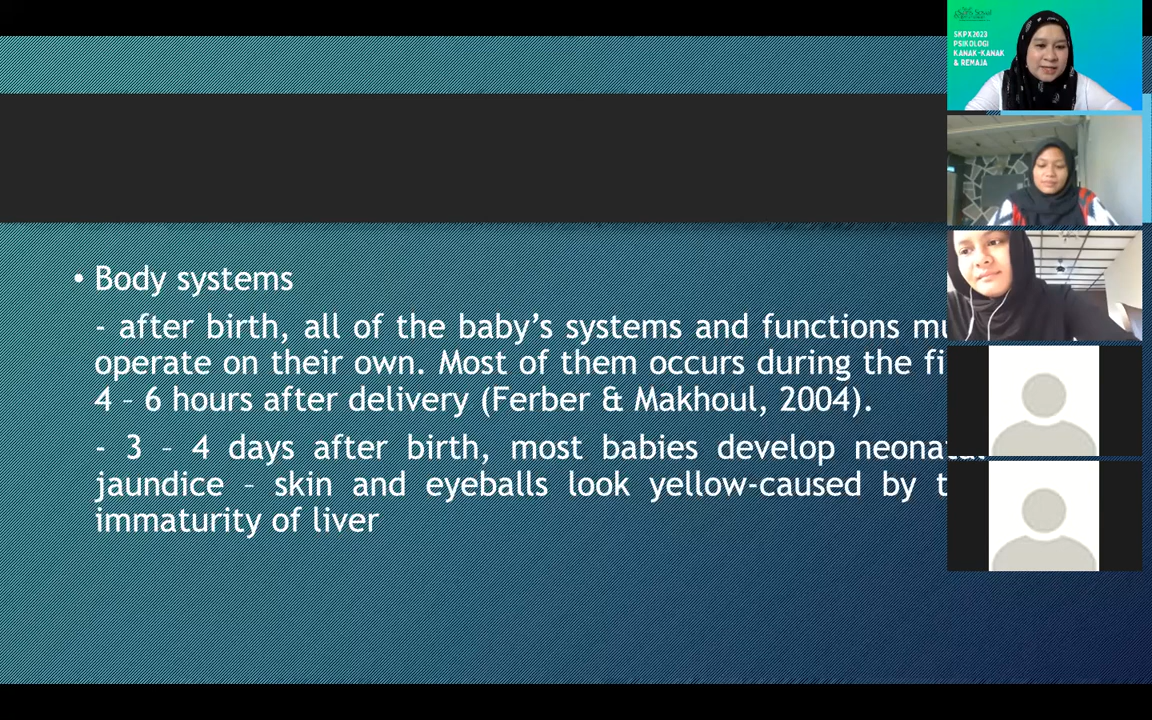 SKPX2023
PSIKOLOGI
KANAK-KANAK
& REMAJA
• Body systems
- after birth, all of the baby's systems and functions
operate on their own. Most of them occurs during the
4 – 6 hours after delivery (Ferber & Makhoul, 2004).
- 3 – 4 days after birth, most babies develop
jaundice – skin and eyeballs look yellow-caused by
immaturity of liver